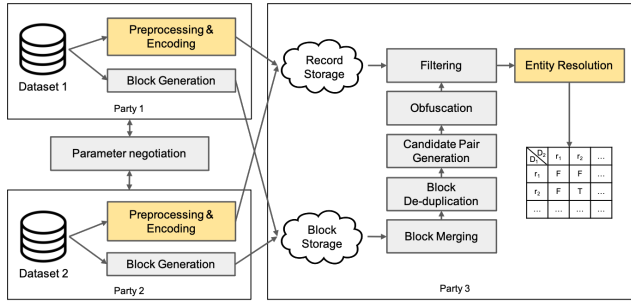 Preprocessing &
Encoding
Dataset 1
Block Generation
Party 1
Parameter negotiation
Preprocessing &
Encoding
Dataset 2
Block Generation
Party 2
Record
Storage
Filtering
Entity Resolution
Obfuscation
Candidate Pair
Generation
Block
De-duplication
Block
Storage
Block Merging
D₂ r₁ r₂ ...
D₁
r₁ F F ...
r₂ F T ...
... ... ...
Party 3